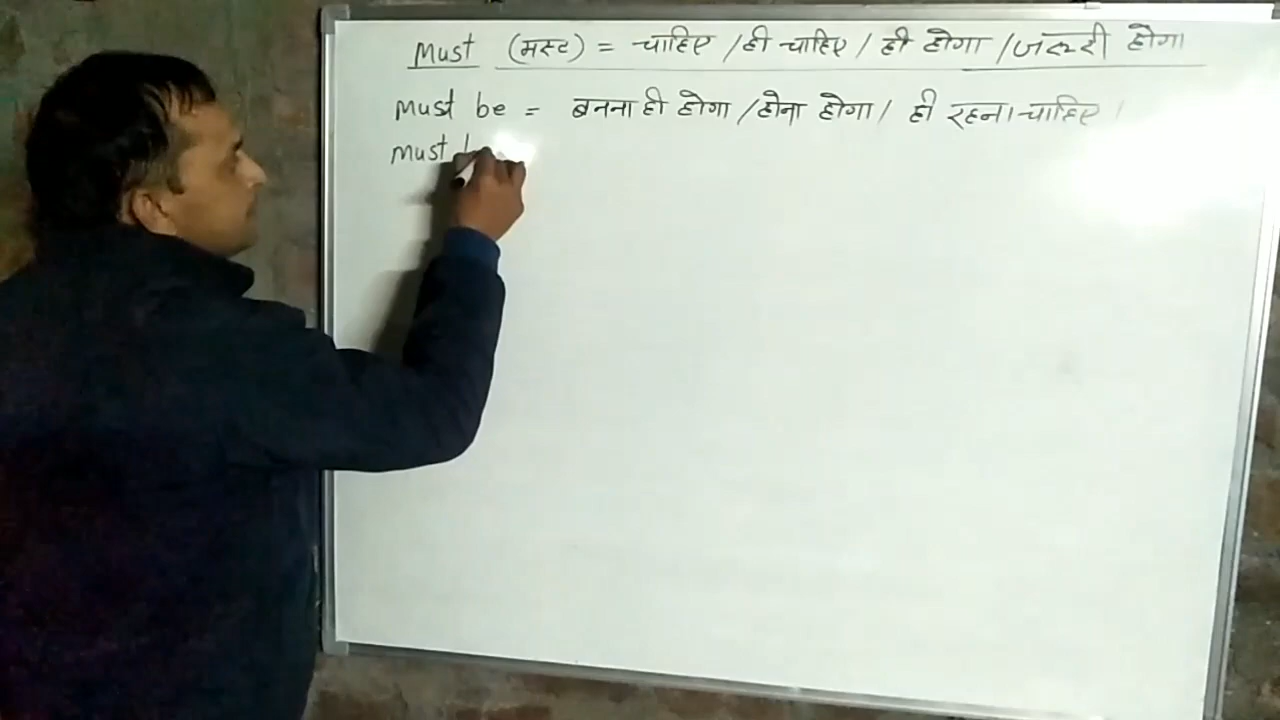 Must (मस्ट) = चाहिए / ही चाहिए / ही होगा / जरूरी होगा
Must be = बनना ही होगा / होना होगा / ही रहना चाहिए /
Must